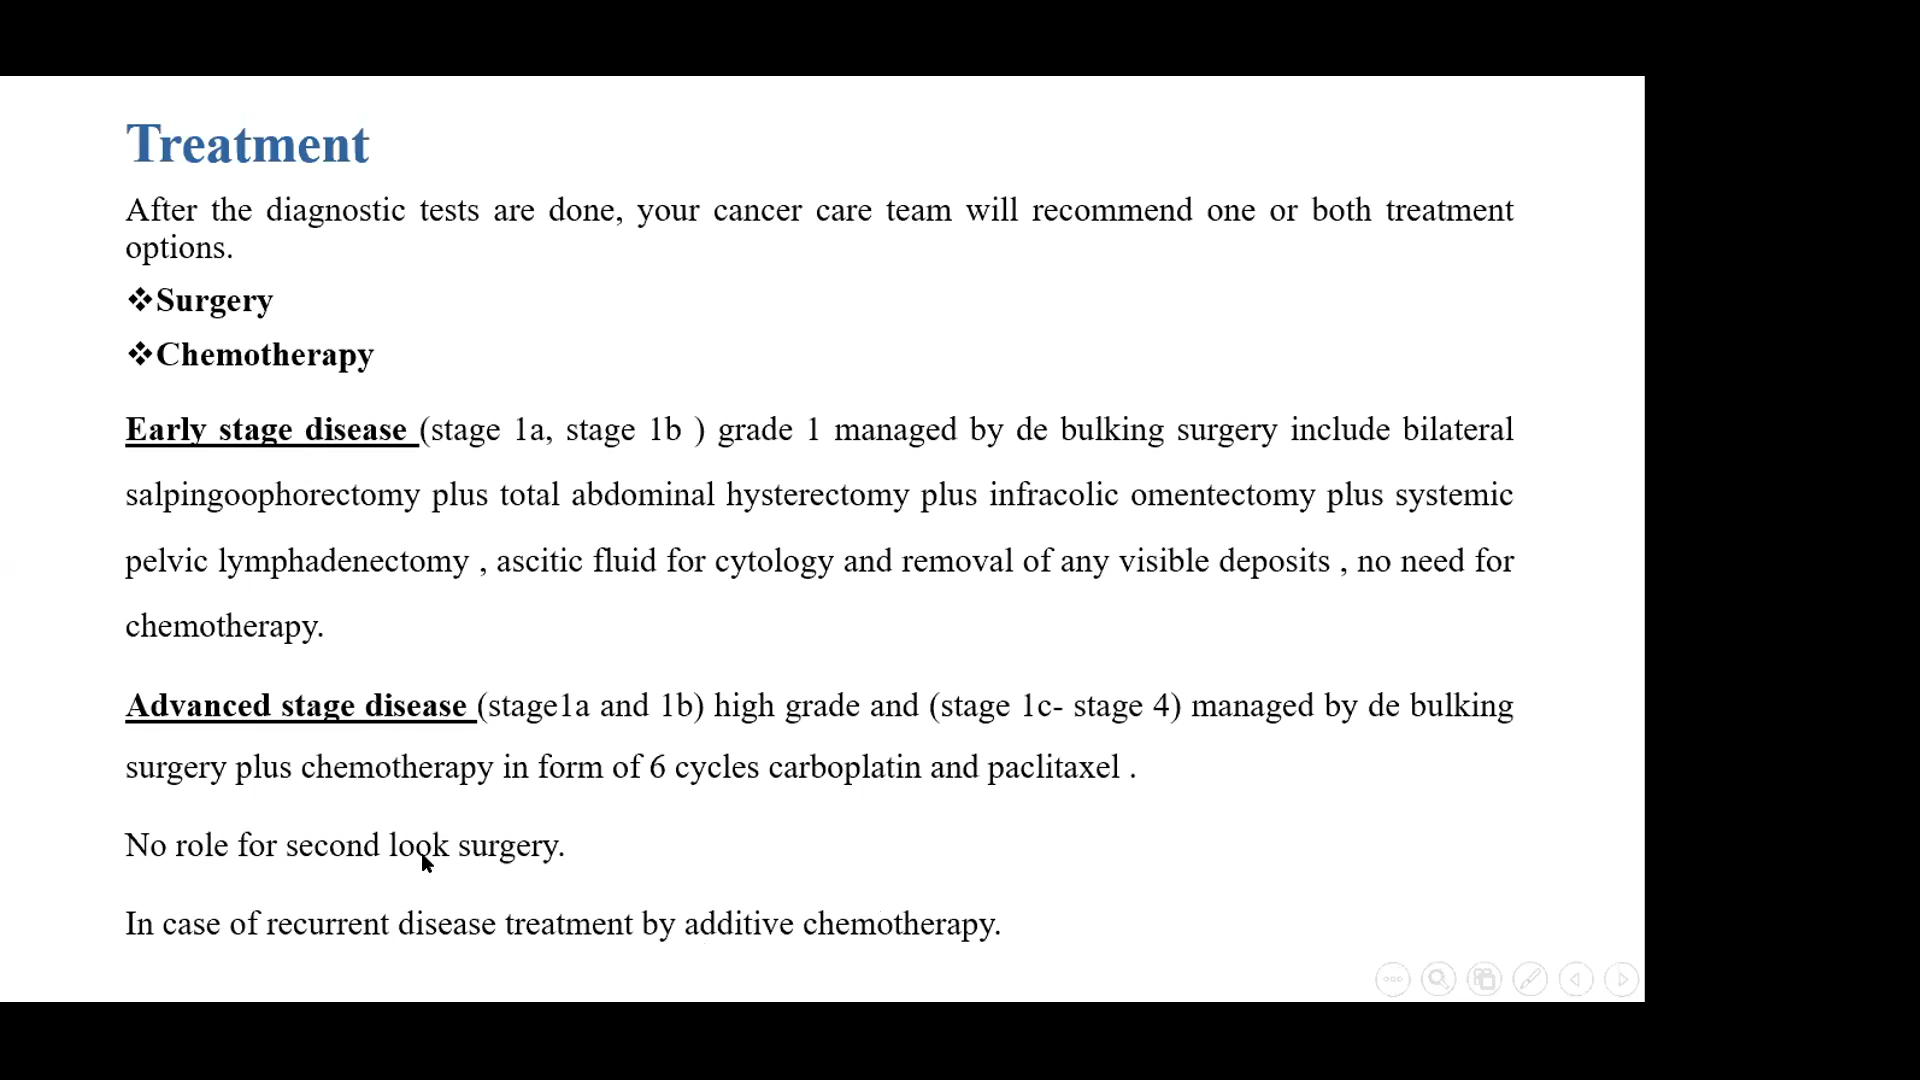 Treatment
After the diagnostic tests are done, your cancer care team will recommend one or both treatment
options.
❖Surgery
❖Chemotherapy
Early stage disease (stage 1a, stage 1b ) grade 1 managed by de bulking surgery include bilateral
salpingoophorectomy plus total abdominal hysterectomy plus infracolic omentectomy plus systemic
pelvic lymphadenectomy , ascitic fluid for cytology and removal of any visible deposits , no need for
chemotherapy.
Advanced stage disease (stage1a and 1b) high grade and (stage 1c- stage 4) managed by de bulking
surgery plus chemotherapy in form of 6 cycles carboplatin and paclitaxel .
No role for second look surgery.
In case of recurrent disease treatment by additive chemotherapy.